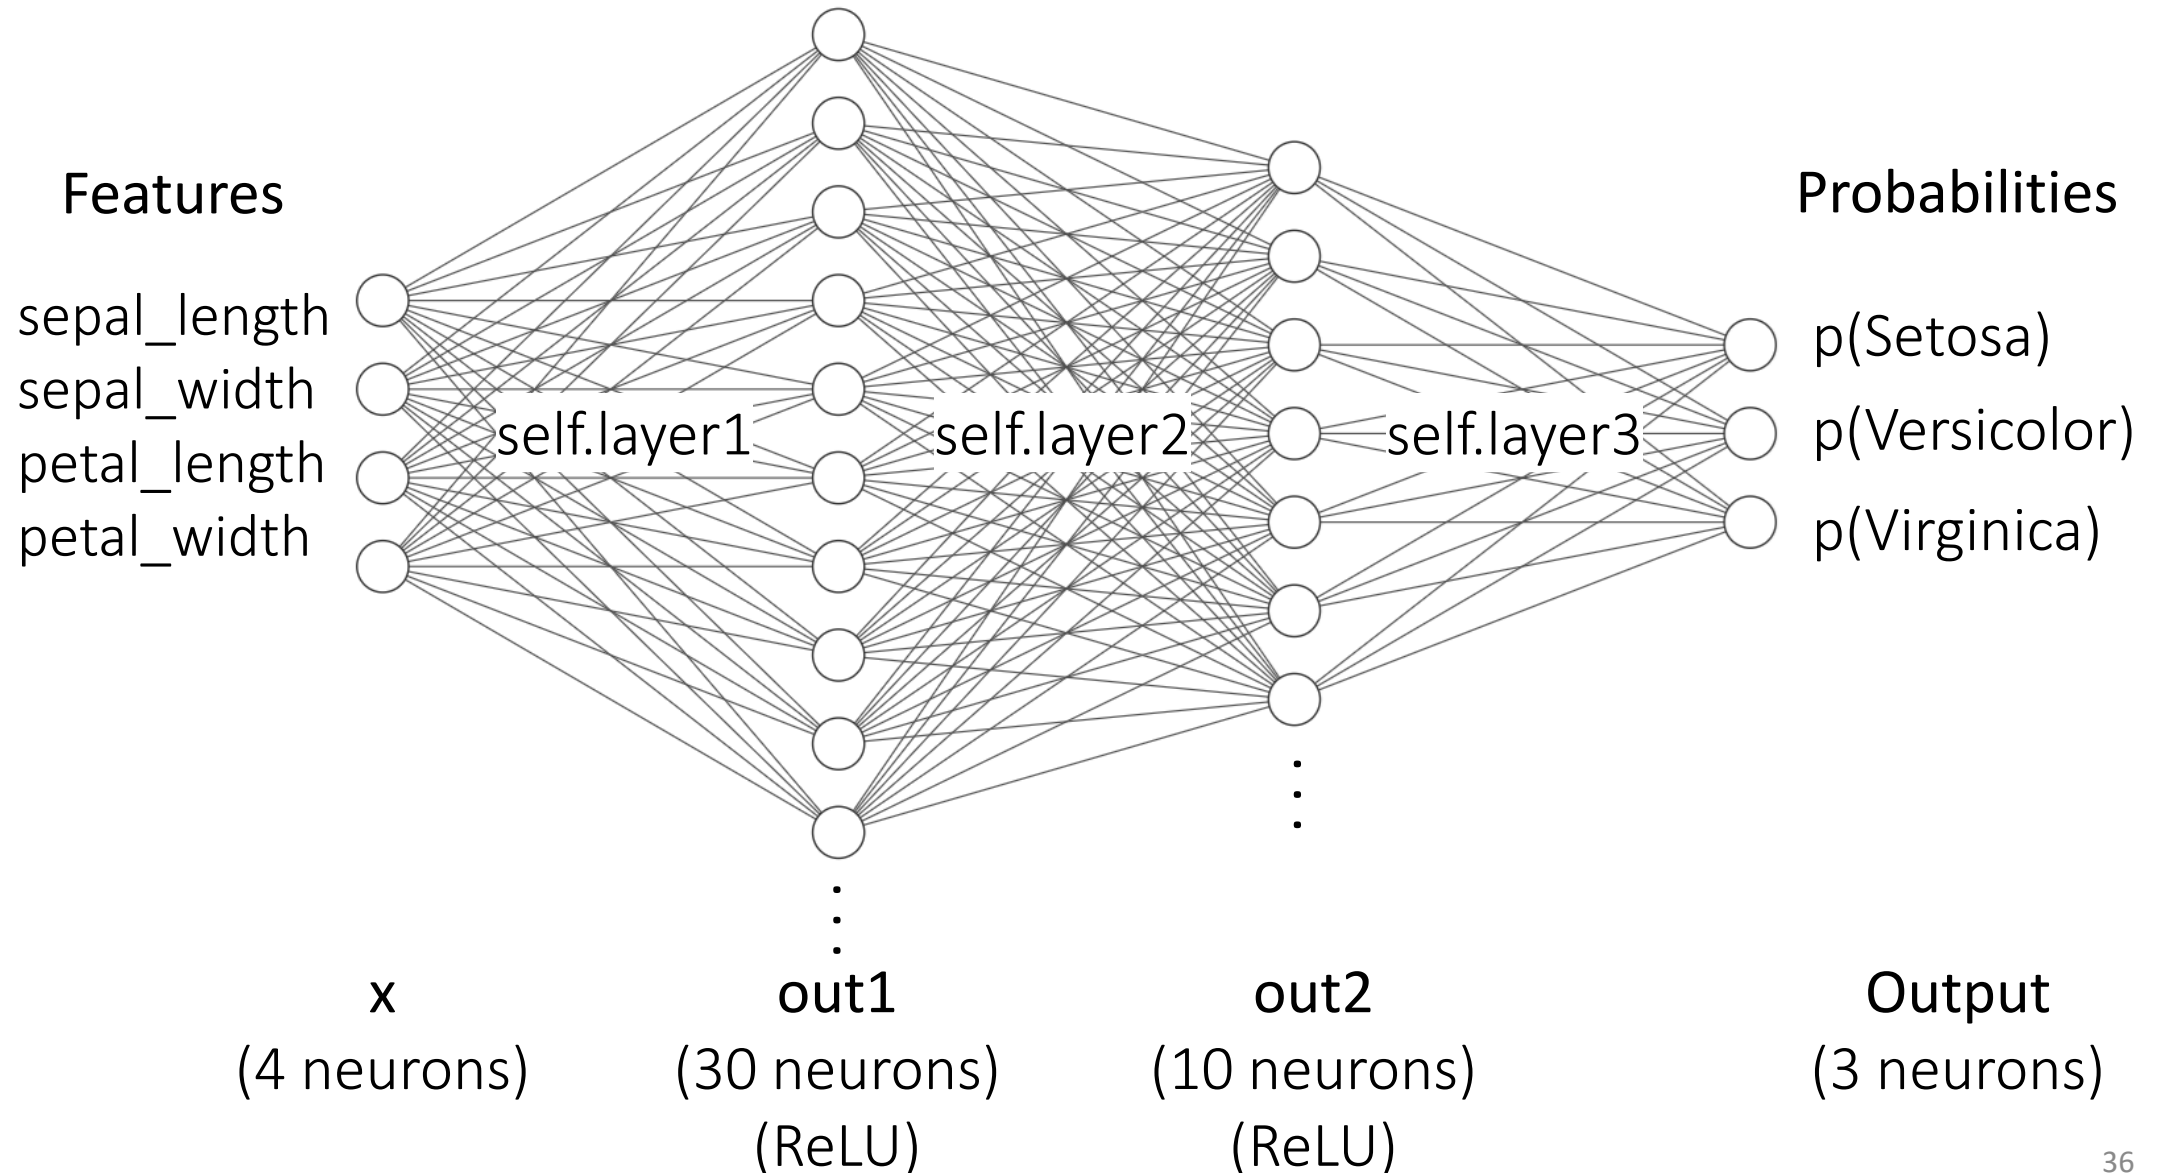 Features
sepal_length
sepal_width
petal_length
petal_width
self.layer1
self.layer2
self.layer3
Probabilities
p(Setosa)
p(Versicolor)
p(Virginica)
x
(4 neurons)
out1
(30 neurons)
(ReLU)
out2
(10 neurons)
(ReLU)
Output
(3 neurons)
36